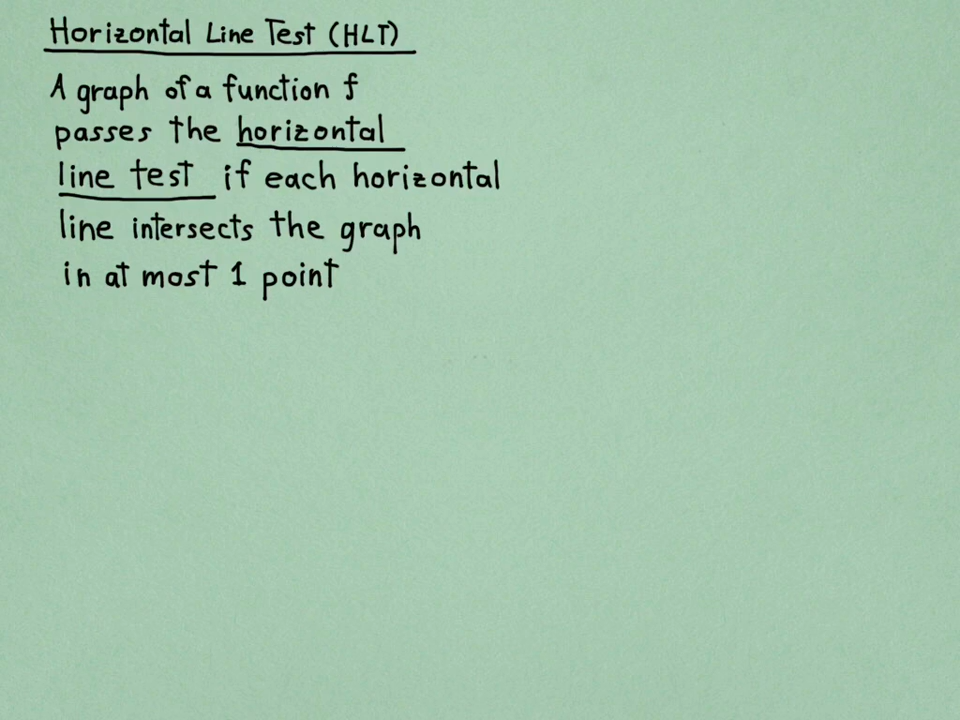 Horizontal Line Test (HLT)
A graph of a function f
passes the horizontal
line test if each horizontal
line intersects the graph
in at most 1 point